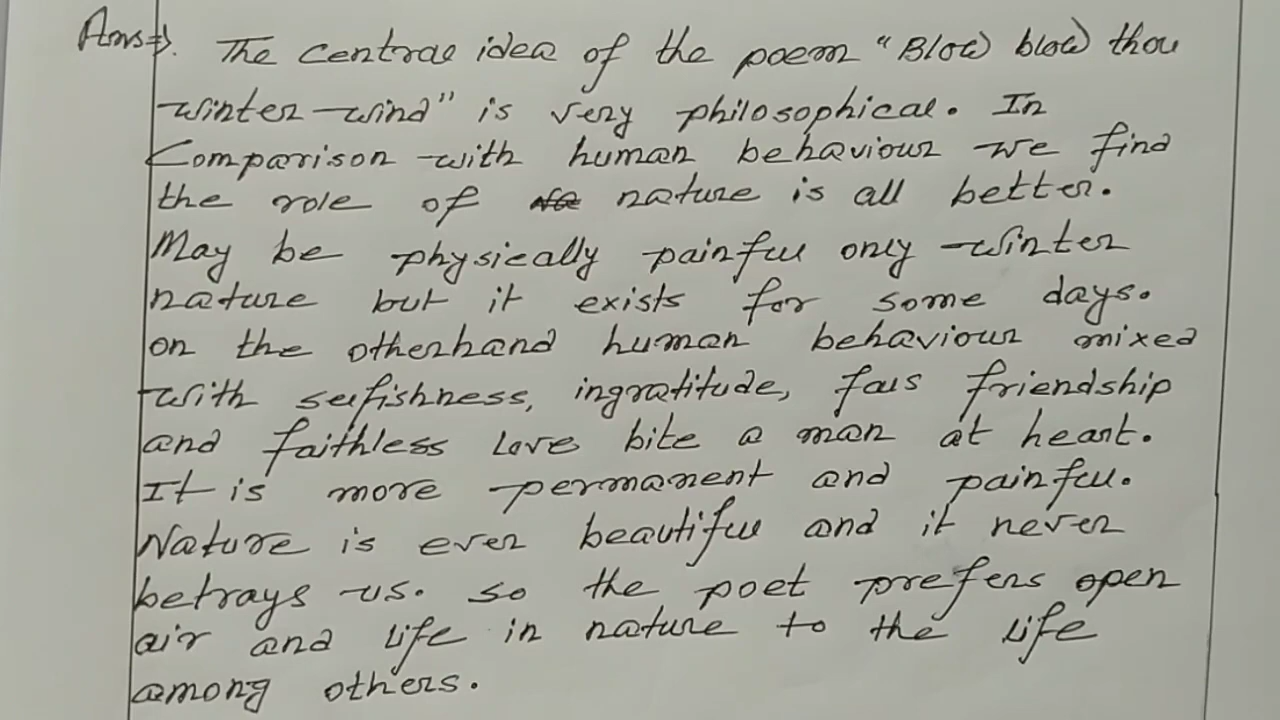 Ans⇒. The central idea of the poem "Blow blow thou
winter wind" is very philosophical. In
Comparison with human behaviour we find
the role of nature is all better.
May be physically painful only winter
nature but it exists for some days.
on the otherhand human behaviour mixed
with selfishness, ingratitude, fals friendship
and faithless love bite a man at heart.
It is more permanent and painful.
Nature is ever beautiful and it never
betrays us. so the poet prefers open
air and life in nature to the life
among others.